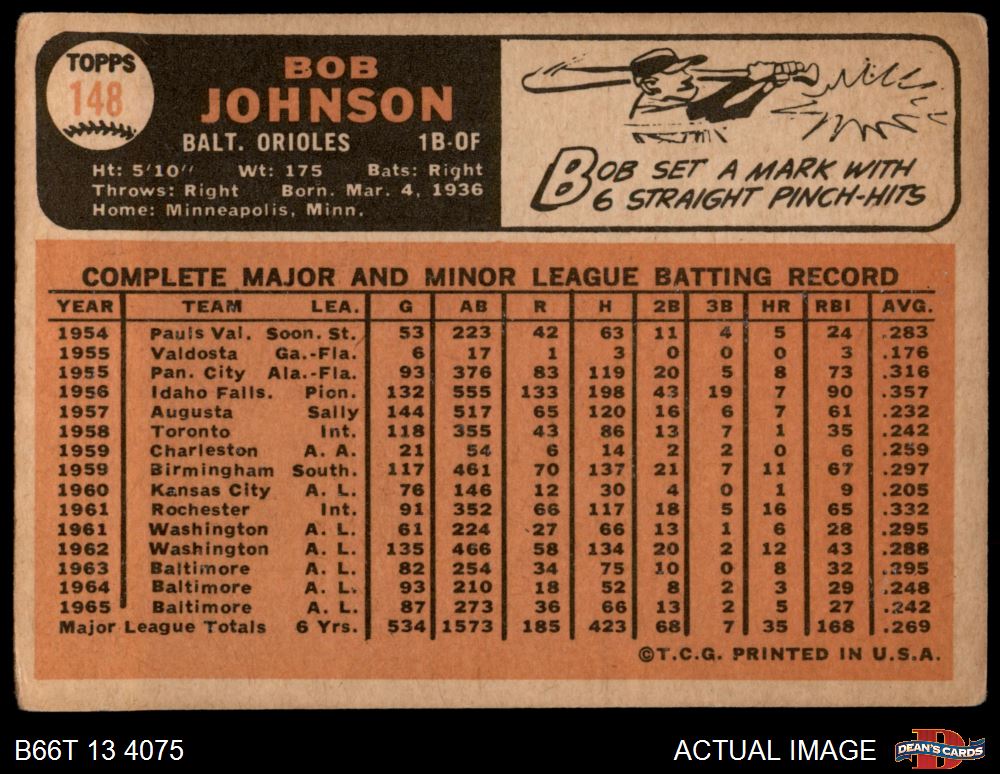 TOPPS
148
BOB
JOHNSON
BALT. ORIOLES 1B-OF
Ht: 5'10" Wt: 175 Bats: Right
Throws: Right Born. Mar. 4, 1936
Home: Minneapolis, Minn.
BOB SET A MARK WITH
6 STRAIGHT PINCH-HITS
COMPLETE MAJOR AND MINOR LEAGUE BATTING RECORD
YEAR TEAM LEA. G AB R H 2B 3B HR RBI AVG.
1954 Pauls Val. Soon. St. 53 223 42 63 11 4 5 24 .283
1955 Valdosta Ga.-Fla. 6 17 1 3 0 0 0 3 .176
1955 Pan. City Ala.-Fla. 93 376 83 119 20 5 8 73 .316
1956 Idaho Falls. Pion. 132 555 133 198 43 19 7 90 .357
1957 Augusta Sally 144 517 65 120 16 6 7 61 .232
1958 Toronto Int. 118 355 43 86 13 7 1 35 .242
1959 Charleston A. A. 21 54 6 14 2 2 0 6 .259
1959 Birmingham South. 117 461 70 137 21 7 11 67 .297
1960 Kansas City A. L. 76 146 12 30 4 0 1 9 .205
1961 Rochester Int. 91 352 66 117 18 5 16 65 .332
1961 Washington A. L. 61 224 27 66 13 1 6 28 .295
1962 Washington A. L. 135 466 58 134 20 2 12 43 .288
1963 Baltimore A. L. 82 254 34 75 10 0 8 32 .295
1964 Baltimore A. L. 93 210 18 52 8 2 3 29 .248
1965 Baltimore A. L. 87 273 36 66 13 2 5 27 .242
Major League Totals 6 Yrs. 534 1573 185 423 68 7 35 168 .269
©T.C.G. PRINTED IN U.S.A.
B66T 13 4075 ACTUAL IMAGE DEAN'S CARDS